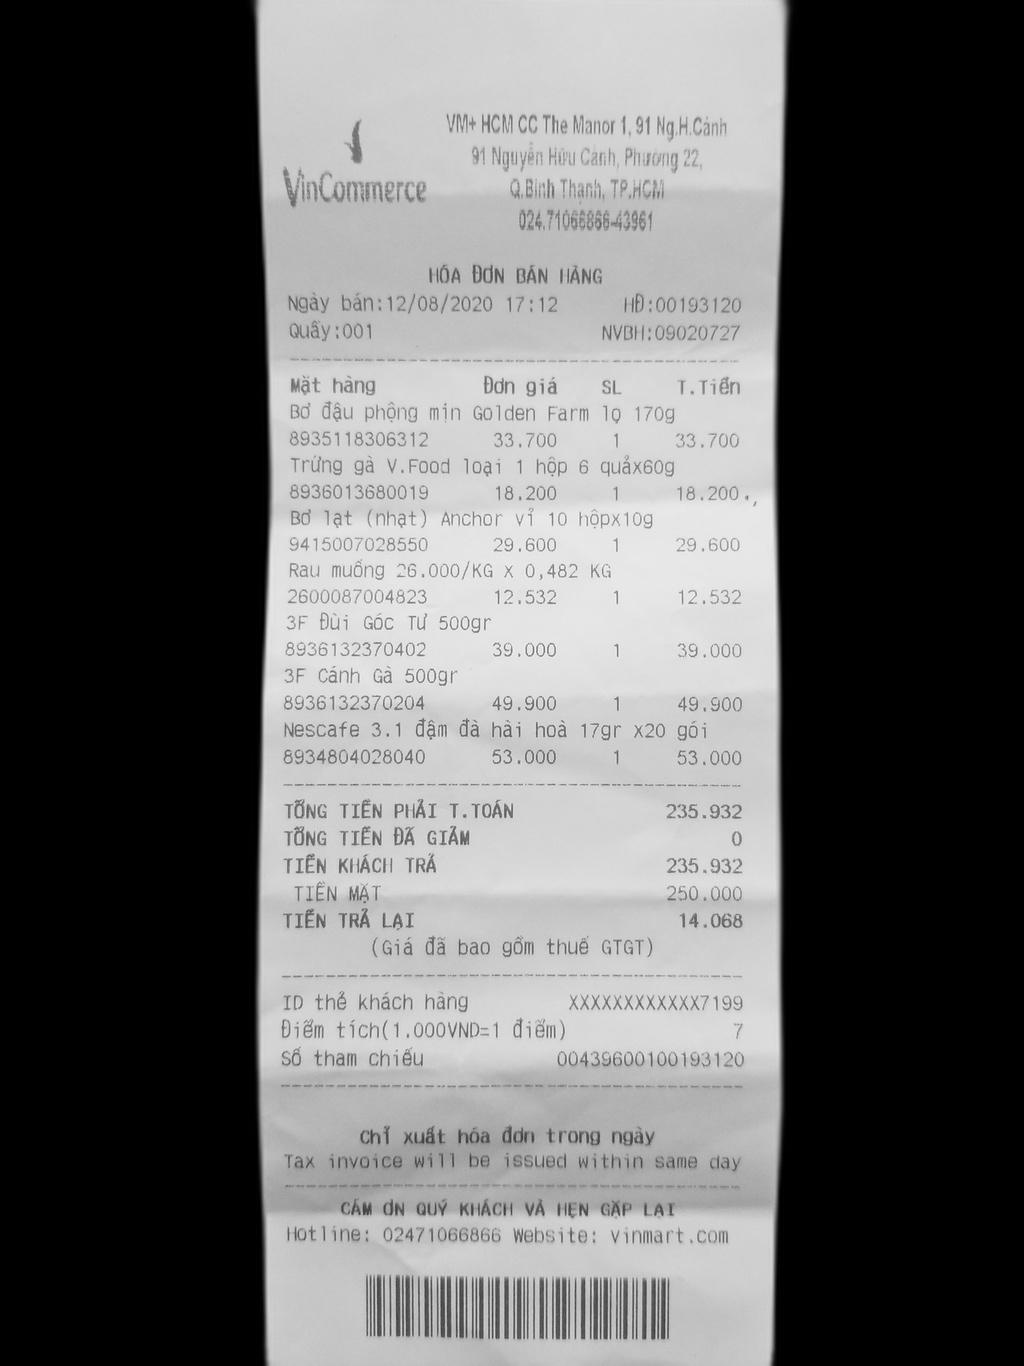 VM+ HCM CC The Manor 1, 91 Ng.H.Cảnh
91 Nguyễn Hữu Cảnh, Phường 22,
Q.Bình Thạnh, TP.HCM
024.71066866-43961
VinCommerce
HÓA ĐƠN BÁN HÀNG
Ngày bán:12/08/2020 17:12 HĐ:00193120
Quầy:001 NVBH:09020727
Mặt hàng Đơn giá SL T.Tiền
Bơ đậu phộng mịn Golden Farm lọ 170g
8935118306312 33.700 1 33.700
Trứng gà V.Food loại 1 hộp 6 quảx60g
8936013680019 18.200 1 18.200
Bơ lạt (nhạt) Anchor vỉ 10 hộpx10g
9415007028550 29.600 1 29.600
Rau muống 26.000/KG X 0,482 KG
2600087004823 12.532 1 12.532
3F Đùi Góc Tư 500gr
8936132370402 39.000 1 39.000
3F Cánh Gà 500gr
8936132370204 49.900 1 49.900
Nescafe 3.1 đậm đà hài hoà 17gr x20 gói
8934804028040 53.000 1 53.000
TỔNG TIỀN PHẢI T.TOÁN 235.932
TỔNG TIỀN ĐÃ GIẢM 0
TIỀN KHÁCH TRẢ 235.932
TIỀN MẶT 250.000
TIỀN TRẢ LẠI 14.068
(Giá đã bao gồm thuế GTGT)
ID thẻ khách hàng XXXXXXXXXXXX7199
Điểm tích(1.000VND=1 điểm) 7
Số tham chiếu 00439600100193120
Chỉ xuất hóa đơn trong ngày
Tax invoice will be issued within same day
CẢM ƠN QUÝ KHÁCH VÀ HẸN GẶP LẠI
Hotline: 02471066866 Website: vinmart.com